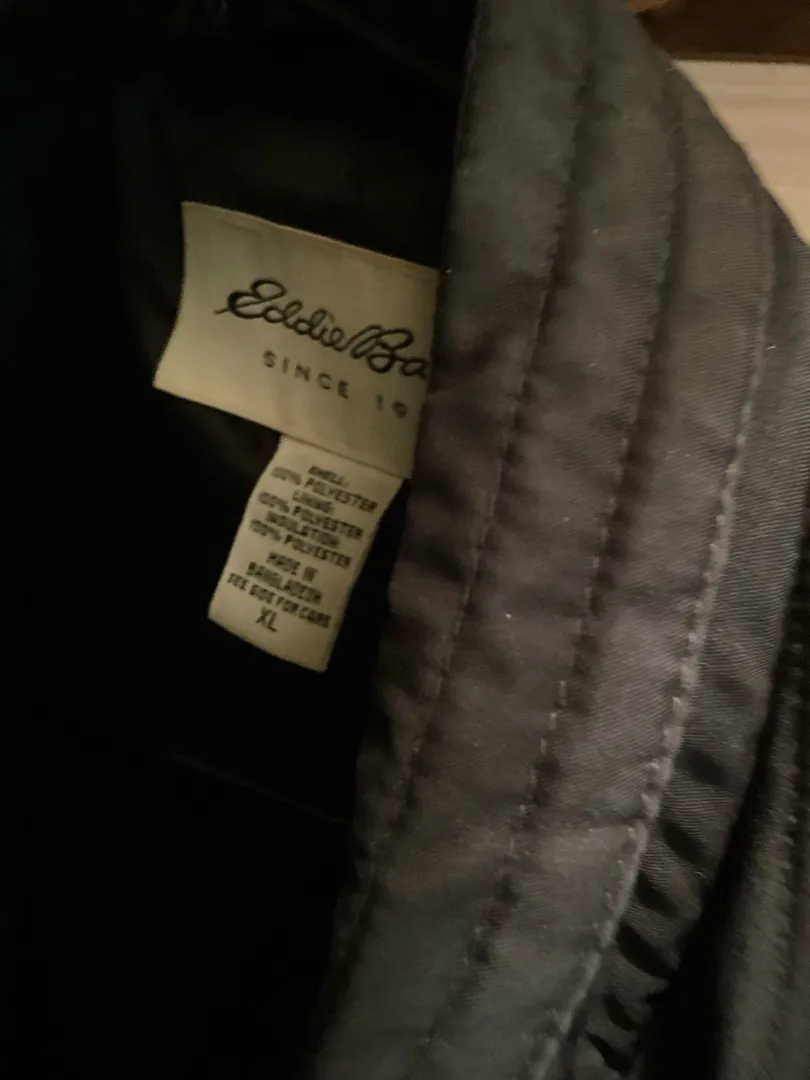 Eddie Ba
SINCE 19
SHELL:
100% POLYESTER
LINING:
100% POLYESTER
INSULATION:
100% POLYESTER
MADE IN
BANGLADESH
SEE SIDE FOR CARE
XL